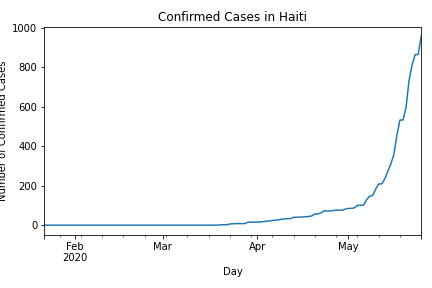 Confirmed Cases in Haiti
Number of Confirmed Cases
1000
800
600
400
200
0
Feb
2020
Mar
Apr
May
Day